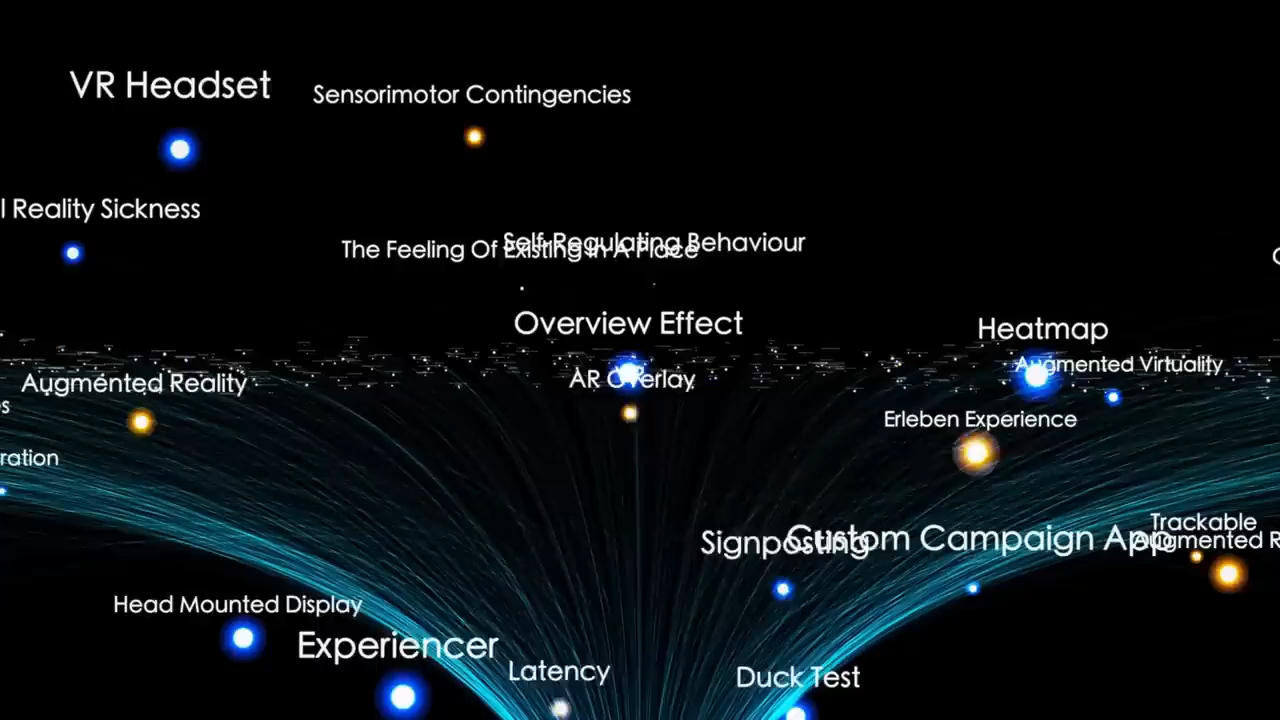 VR Headset
Sensorimotor Contingencies
l Reality Sickness
Self-Regulating Behaviour
The Feeling Of Existing In A Place
Overview Effect
Heatmap
Augmented Virtuality
AR Overlay
Augmented Reality
s
Erleben Experience
ration
Trackable
Signposting
Custom Campaign App
Augmented R
Head Mounted Display
Experiencer
Latency
Duck Test